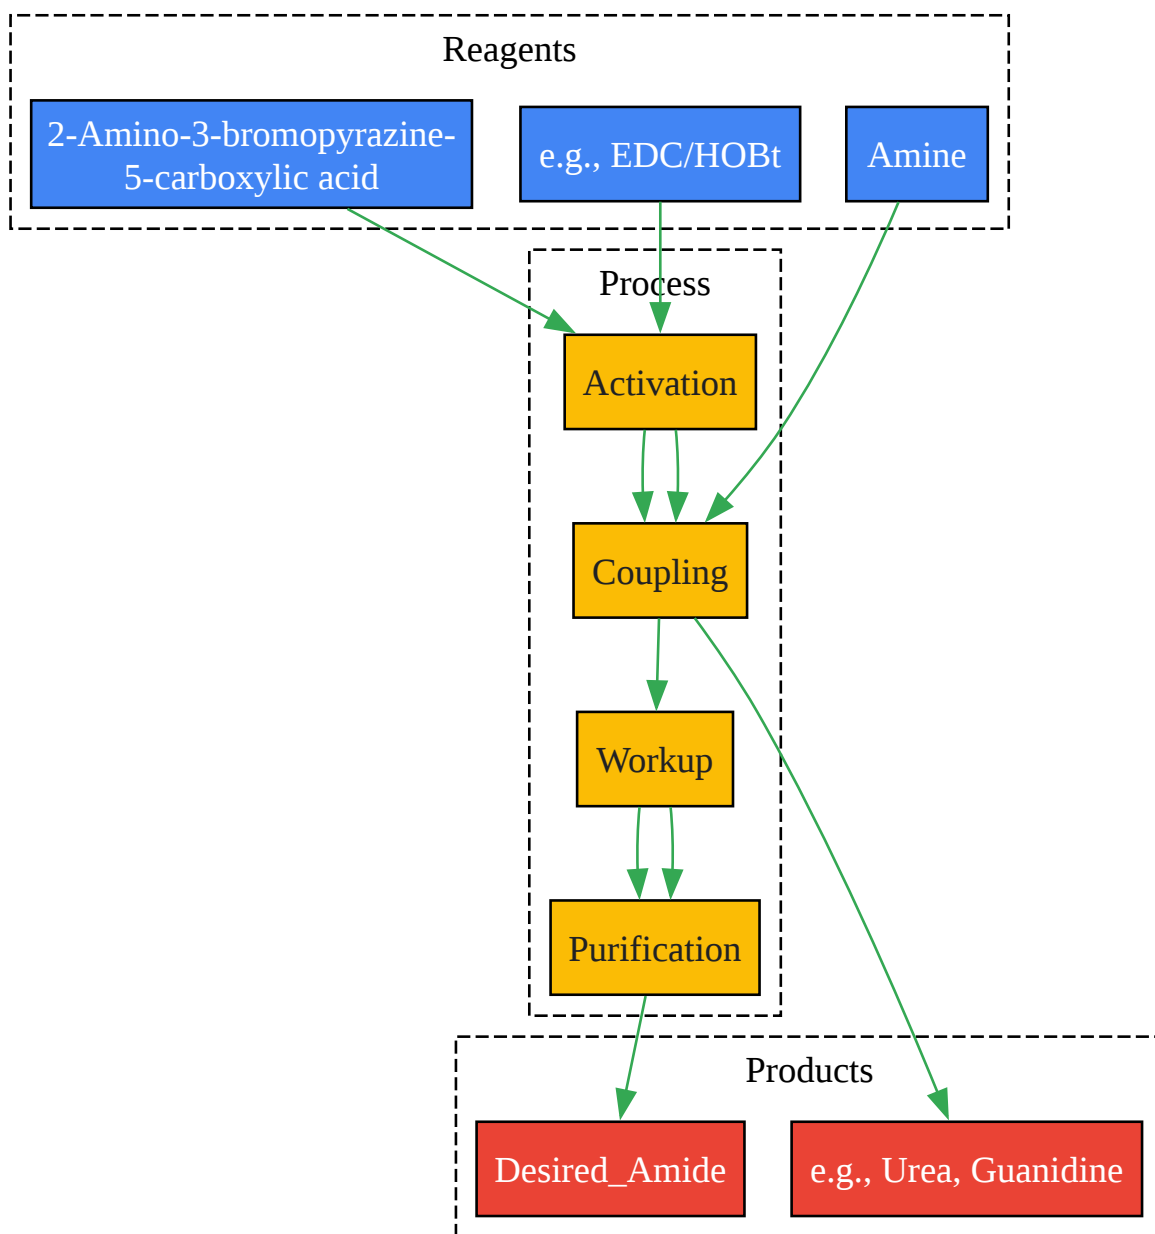 Reagents
2-Amino-3-bromopyrazine-
5-carboxylic acid
e.g., EDC/HOBt
Amine
Process
Activation
Coupling
Workup
Purification
Products
Desired_Amide
e.g., Urea, Guanidine